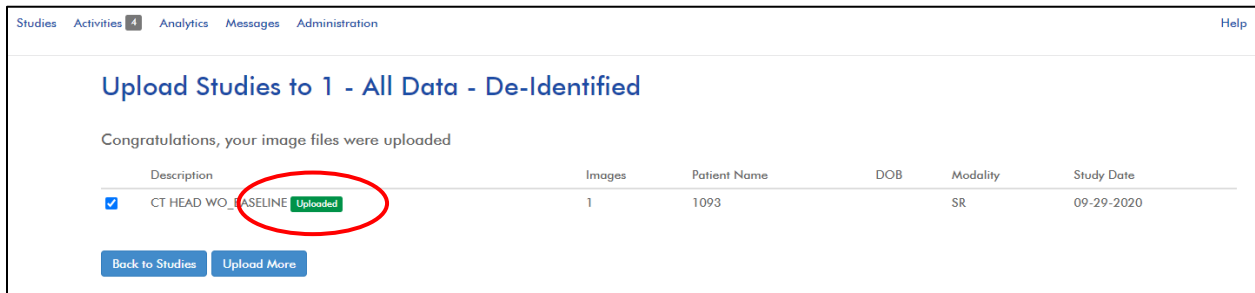 Studies Activities 4 Analytics Messages Administration Help
Upload Studies to 1 - All Data - De-Identified
Congratulations, your image files were uploaded
Description Images Patient Name DOB Modality Study Date
CT HEAD WO_BASELINE Uploaded 1 1093 SR 09-29-2020
Back to Studies Upload More